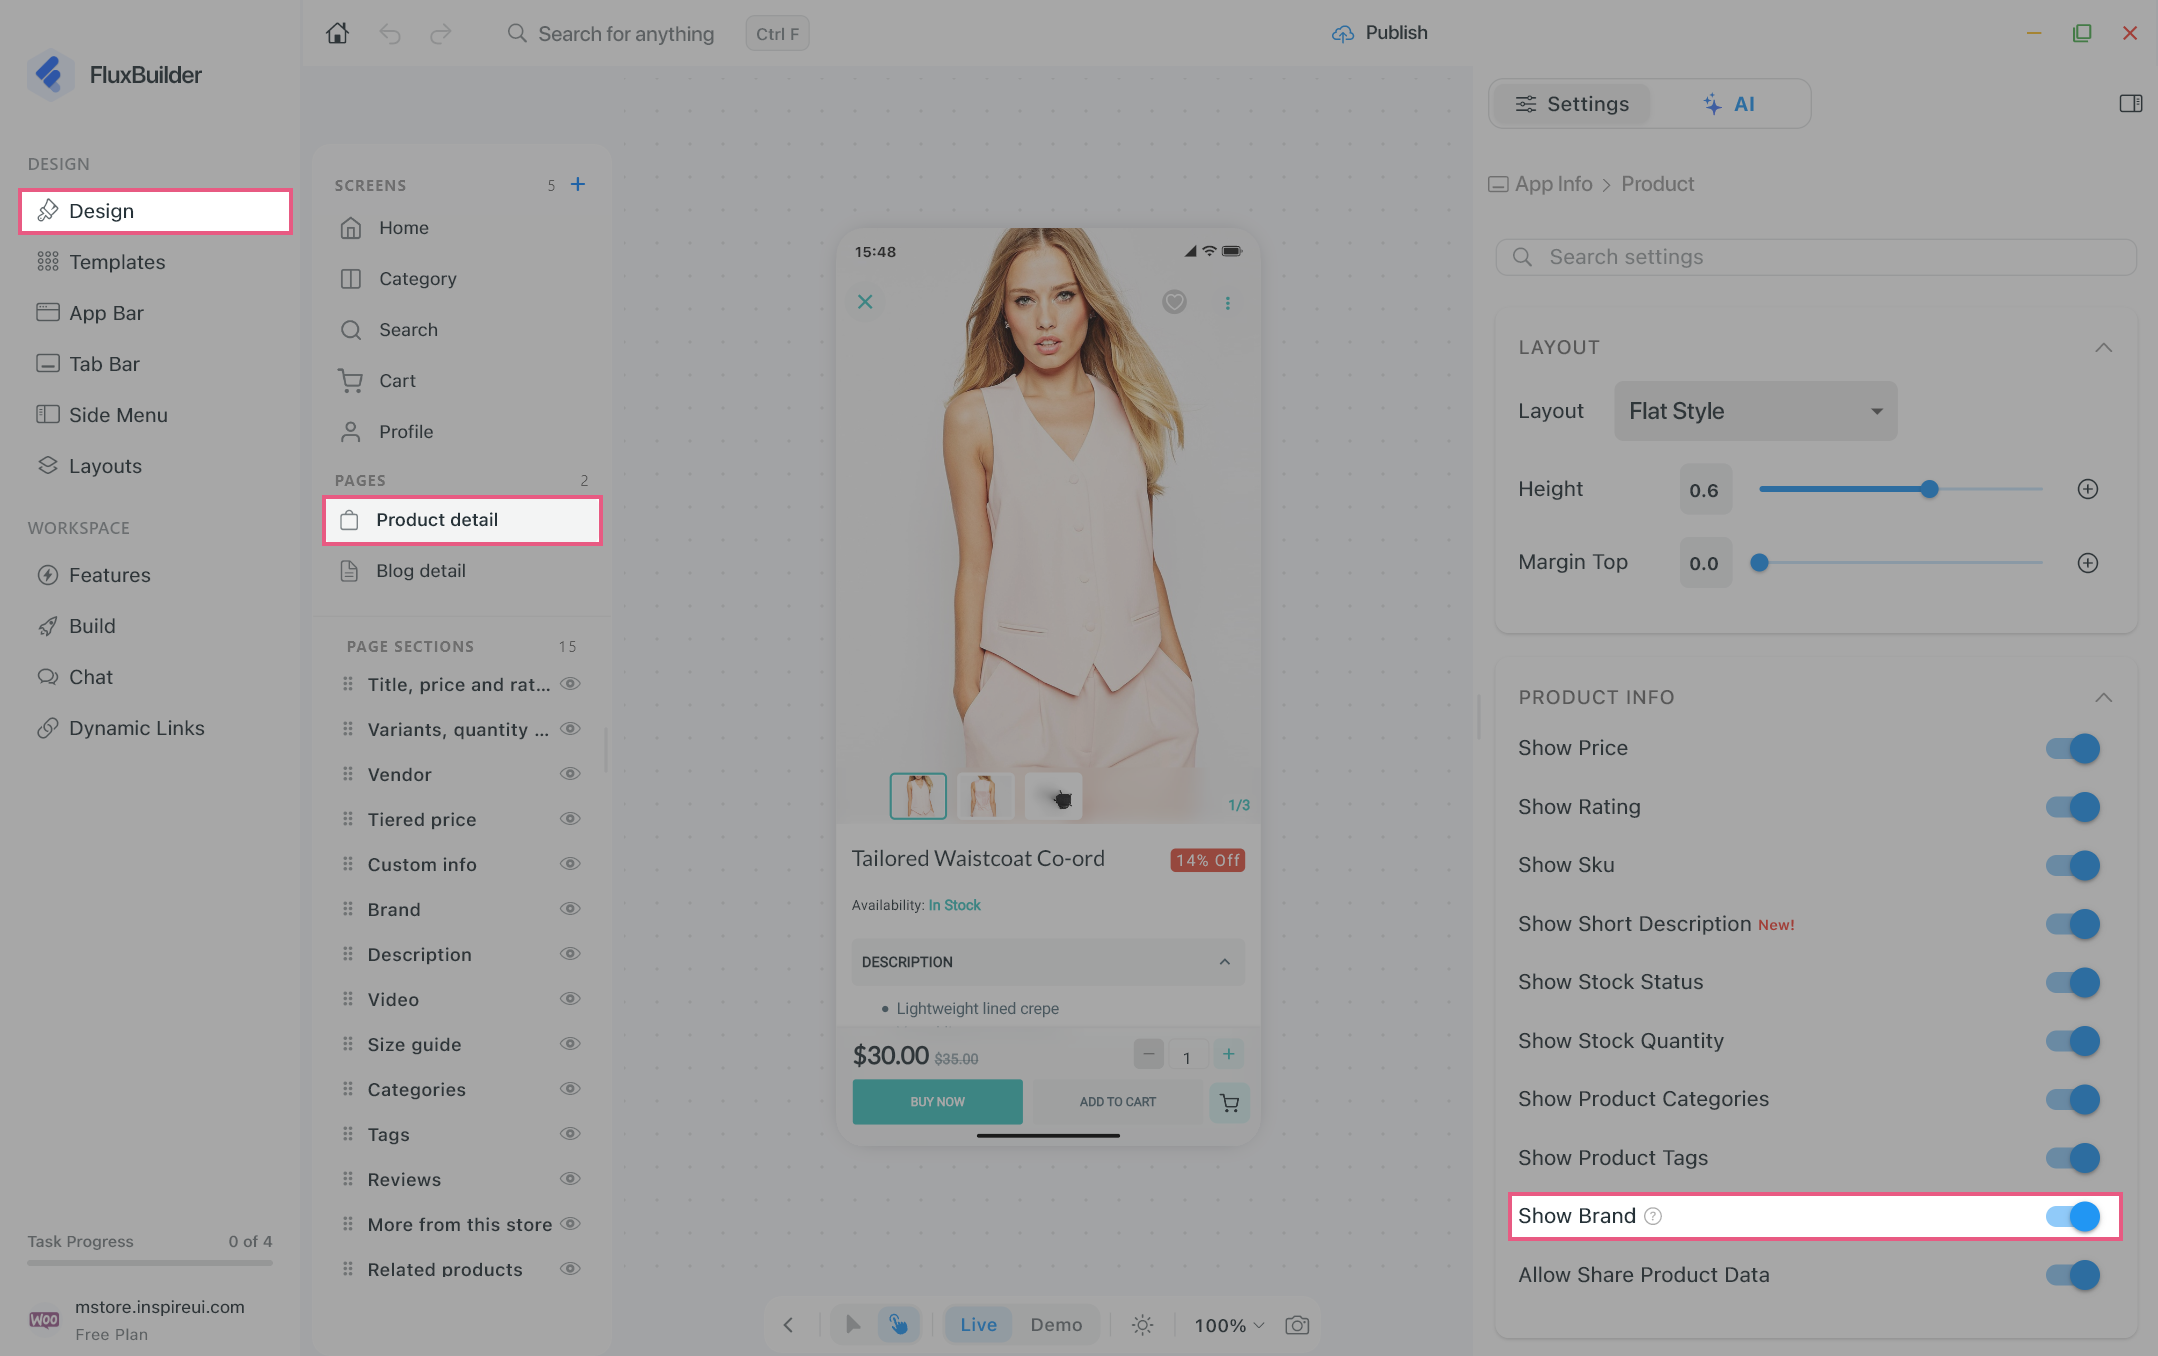 FluxBuilder
DESIGN
Design
Templates
App Bar
Tab Bar
Side Menu
Layouts
WORKSPACE
Features
Build
Chat
Dynamic Links
Task Progress
0 of 4
Woo
mstore.inspireui.com
Free Plan
Search for anything
Ctrl F
Publish
SCREENS
5
Home
Category
Search
Cart
Profile
PAGES
2
Product detail
Blog detail
PAGE SECTIONS
15
Title, price and rat...
Variants, quantity ...
Vendor
Tiered price
Custom info
Brand
Description
Video
Size guide
Categories
Tags
Reviews
More from this store
Related products
15:48
1/3
Tailored Waistcoat Co-ord
14% Off
Availability: In Stock
DESCRIPTION
• Lightweight lined crepe
$30.00 $35.00
1
BUY NOW
ADD TO CART
Live
Demo
100%
Settings
AI
App Info > Product
Search settings
LAYOUT
Layout
Flat Style
Height
0.6
Margin Top
0.0
PRODUCT INFO
Show Price
Show Rating
Show Sku
Show Short Description New!
Show Stock Status
Show Stock Quantity
Show Product Categories
Show Product Tags
Show Brand ?
Allow Share Product Data